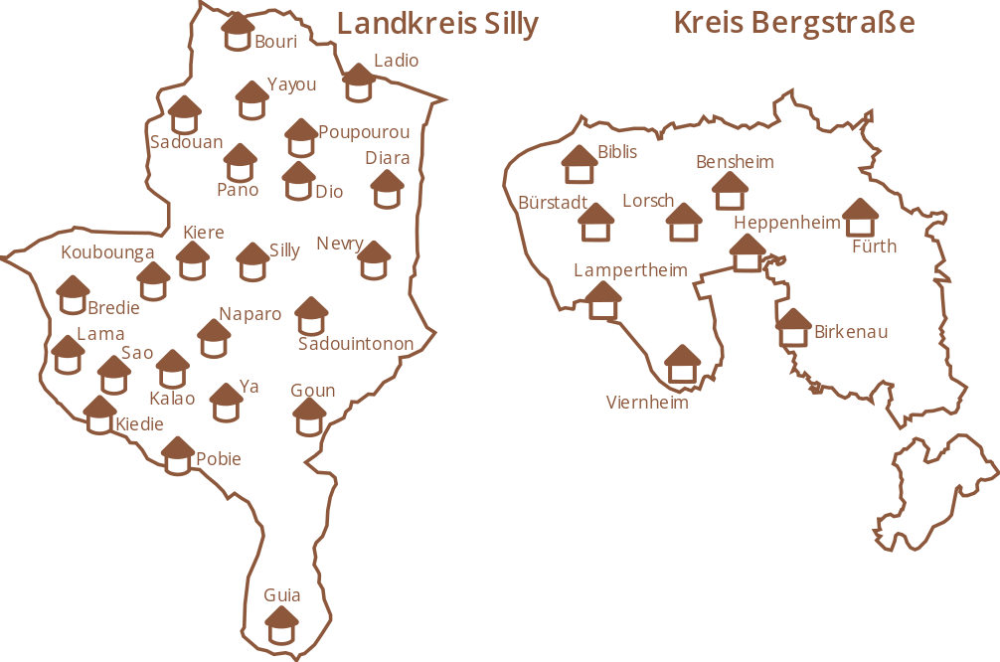 Landkreis Silly
Kreis Bergstraße
Bouri
Ladio
Yayou
Poupourou
Sadouan
Diara
Pano
Dio
Kiere
Koubounga
Silly
Nevry
Bredie
Naparo
Lama
Sadouintonon
Sao
Kalao
Ya
Goun
Kiedie
Pobie
Guia
Biblis
Bensheim
Bürstadt
Lorsch
Heppenheim
Fürth
Lampertheim
Birkenau
Viernheim